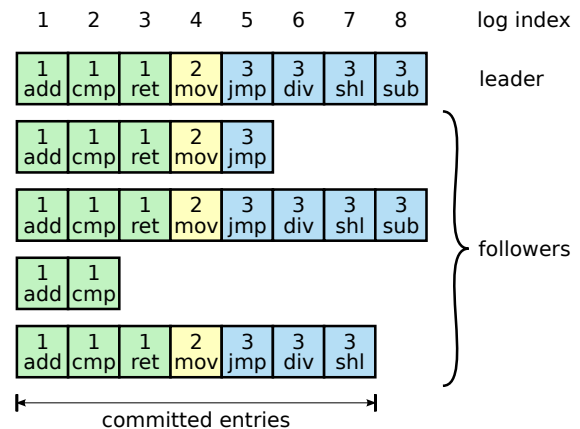 1 2 3 4 5 6 7 8 log index
1 1 1 2 3 3 3 3
add cmp ret mov jmp div shl sub
leader
1 1 1 2 3
add cmp ret mov jmp
1 1 1 2 3 3 3 3
add cmp ret mov jmp div shl sub
followers
1 1
add cmp
1 1 1 2 3 3 3
add cmp ret mov jmp div shl
committed entries